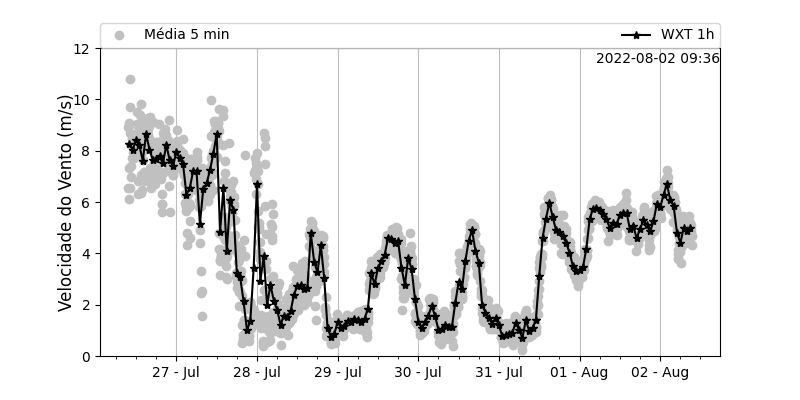 Média 5 min
WXT 1h
2022-08-02 09:36
Velocidade do Vento (m/s)
12
10
8
6
4
2
0
27 - Jul
28 - Jul
29 - Jul
30 - Jul
31 - Jul
01 - Aug
02 - Aug